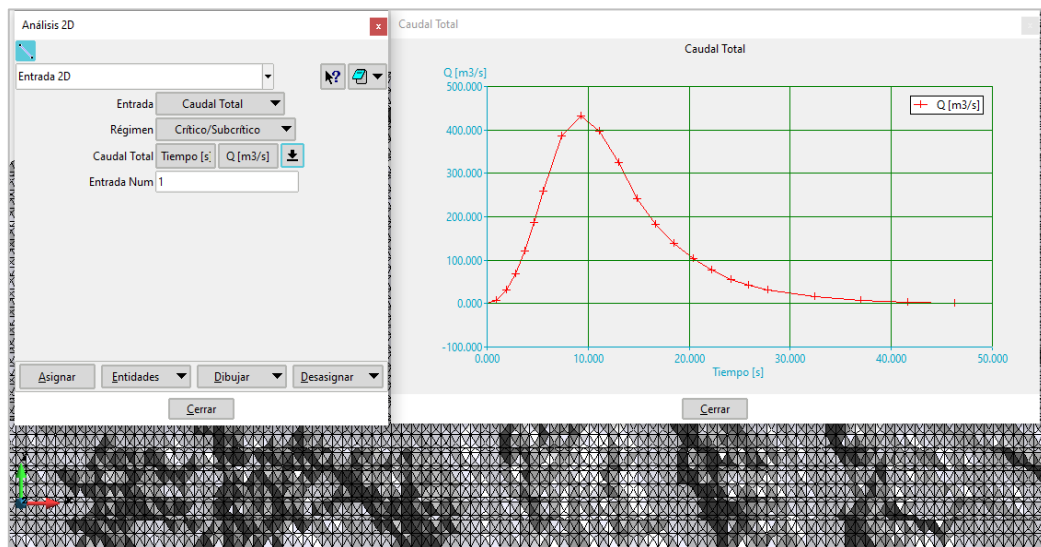 Análisis 2D
x
Entrada 2D
Entrada Caudal Total
Régimen Crítico/Subcrítico
Caudal Total Tiempo [s] Q [m3/s]
Entrada Num 1
Asignar Entidades Dibujar Desasignar
Cerrar
Caudal Total
Caudal Total
Q [m3/s]
500.000
Q [m3/s]
400.000
300.000
200.000
100.000
0.000
-100.000
0.000 10.000 20.000 30.000 40.000 50.000
Tiempo [s]
Cerrar